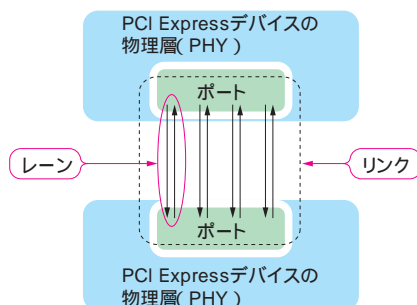 PCI Expressデバイスの
物理層(PHY)
ポート
レーン
リンク
ポート
PCI Expressデバイスの
物理層(PHY)